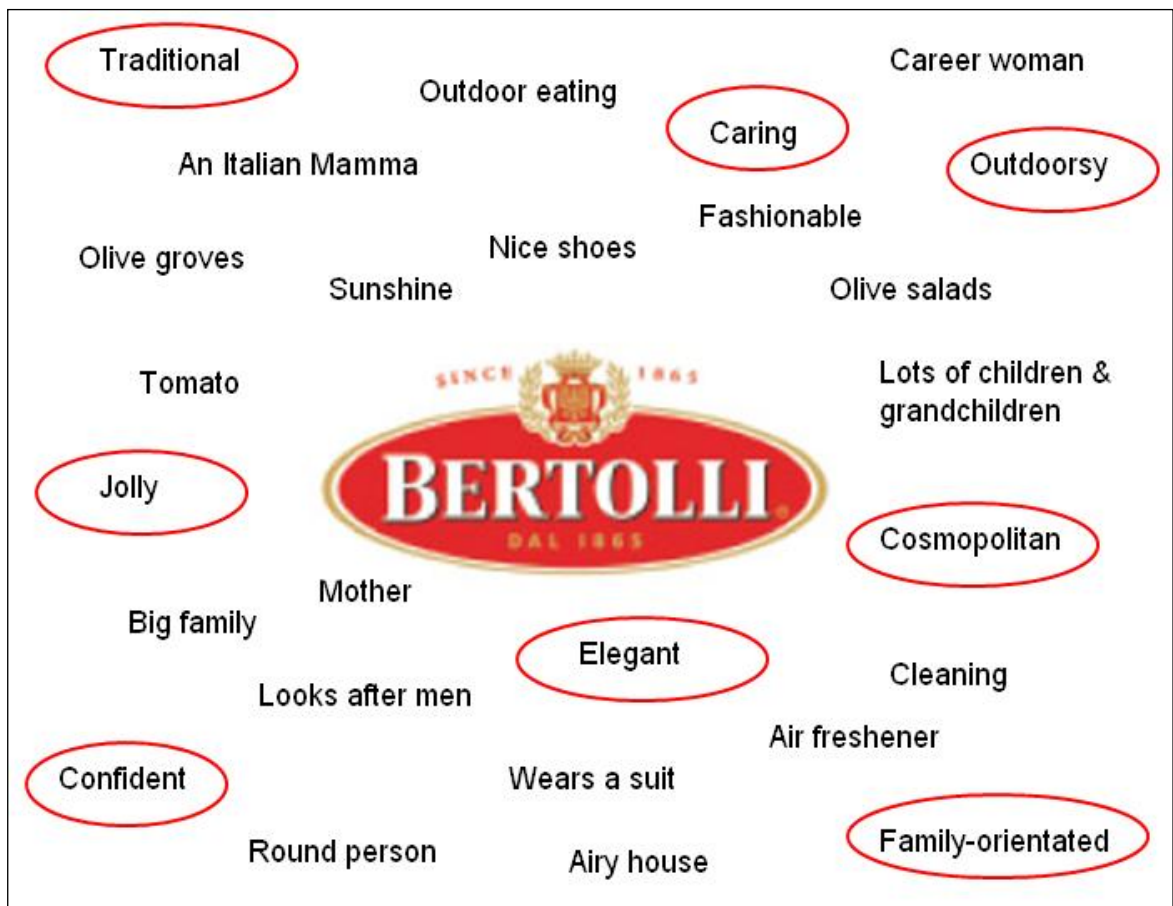 Traditional
Career woman
Outdoor eating
Caring
An Italian Mamma
Outdoorsy
Fashionable
Nice shoes
Olive groves
Sunshine
Olive salads
Tomato
Lots of children &
grandchildren
SINCE 1865
BERTOLLI
DAL 1865
Jolly
Cosmopolitan
Mother
Big family
Elegant
Cleaning
Looks after men
Air freshener
Confident
Wears a suit
Family-orientated
Round person
Airy house